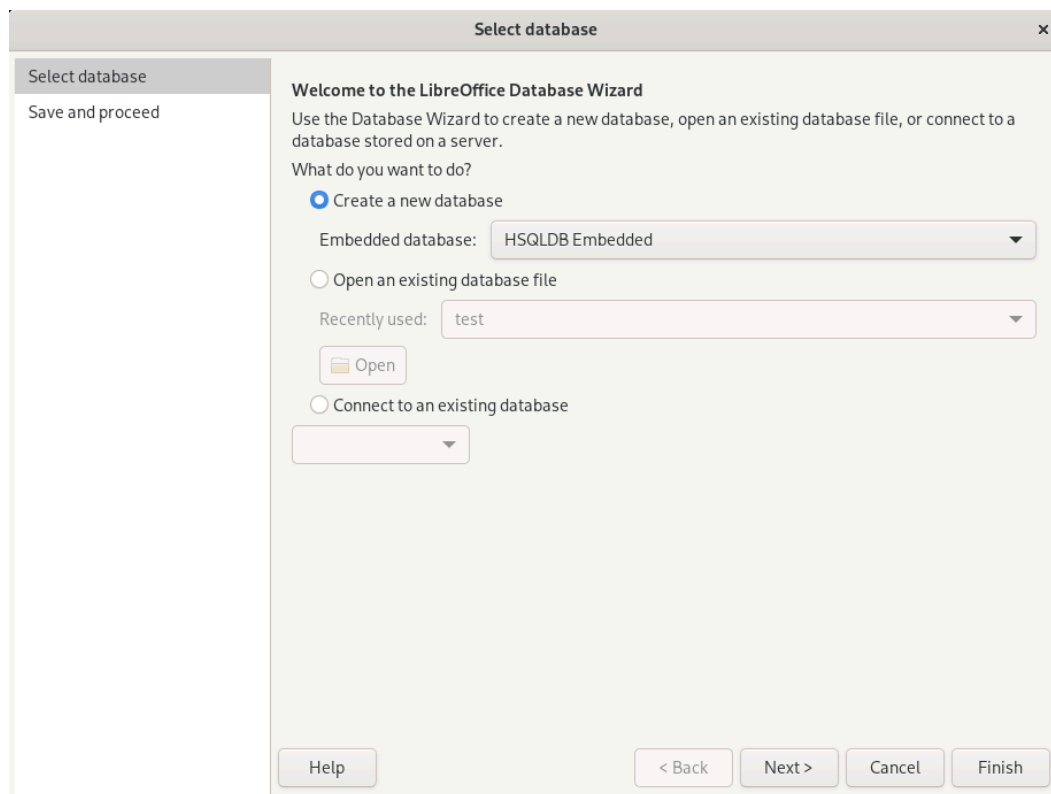 Select database
Select database
Save and proceed
Welcome to the LibreOffice Database Wizard
Use the Database Wizard to create a new database, open an existing database file, or connect to a
database stored on a server.
What do you want to do?
Create a new database
Embedded database: HSQLDB Embedded
Open an existing database file
Recently used: test
Open
Connect to an existing database
Help < Back Next > Cancel Finish